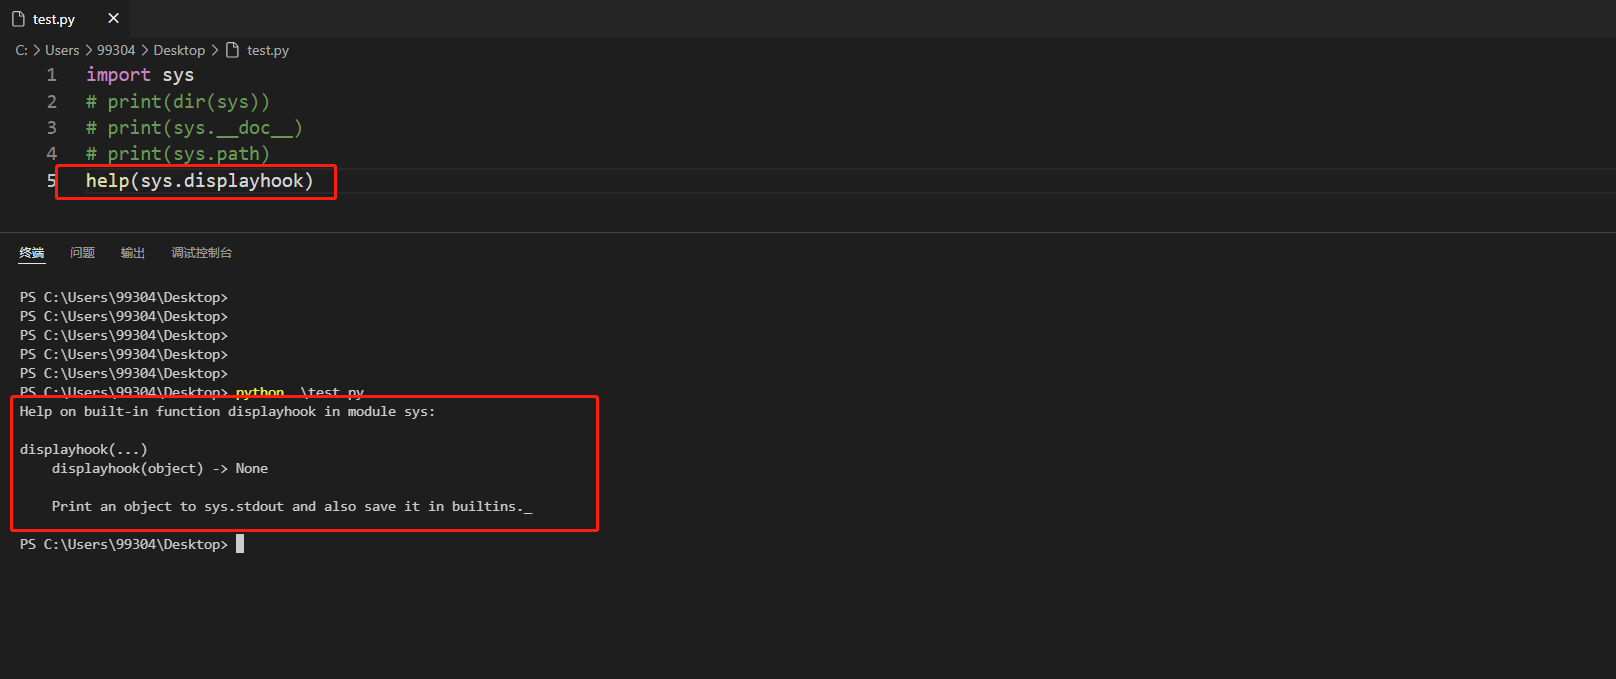 test.py
C: > Users > 99304 > Desktop > test.py
1 import sys
2 # print(dir(sys))
3 # print(sys.__doc__)
4 # print(sys.path)
5 help(sys.displayhook)
终端 问题 输出 调试控制台
PS C:\Users\99304\Desktop>
PS C:\Users\99304\Desktop>
PS C:\Users\99304\Desktop>
PS C:\Users\99304\Desktop>
PS C:\Users\99304\Desktop>
PS C:\Users\99304\Desktop> python .\test.py
Help on built-in function displayhook in module sys:
displayhook(...)
displayhook(object) -> None
Print an object to sys.stdout and also save it in builtins._
PS C:\Users\99304\Desktop>